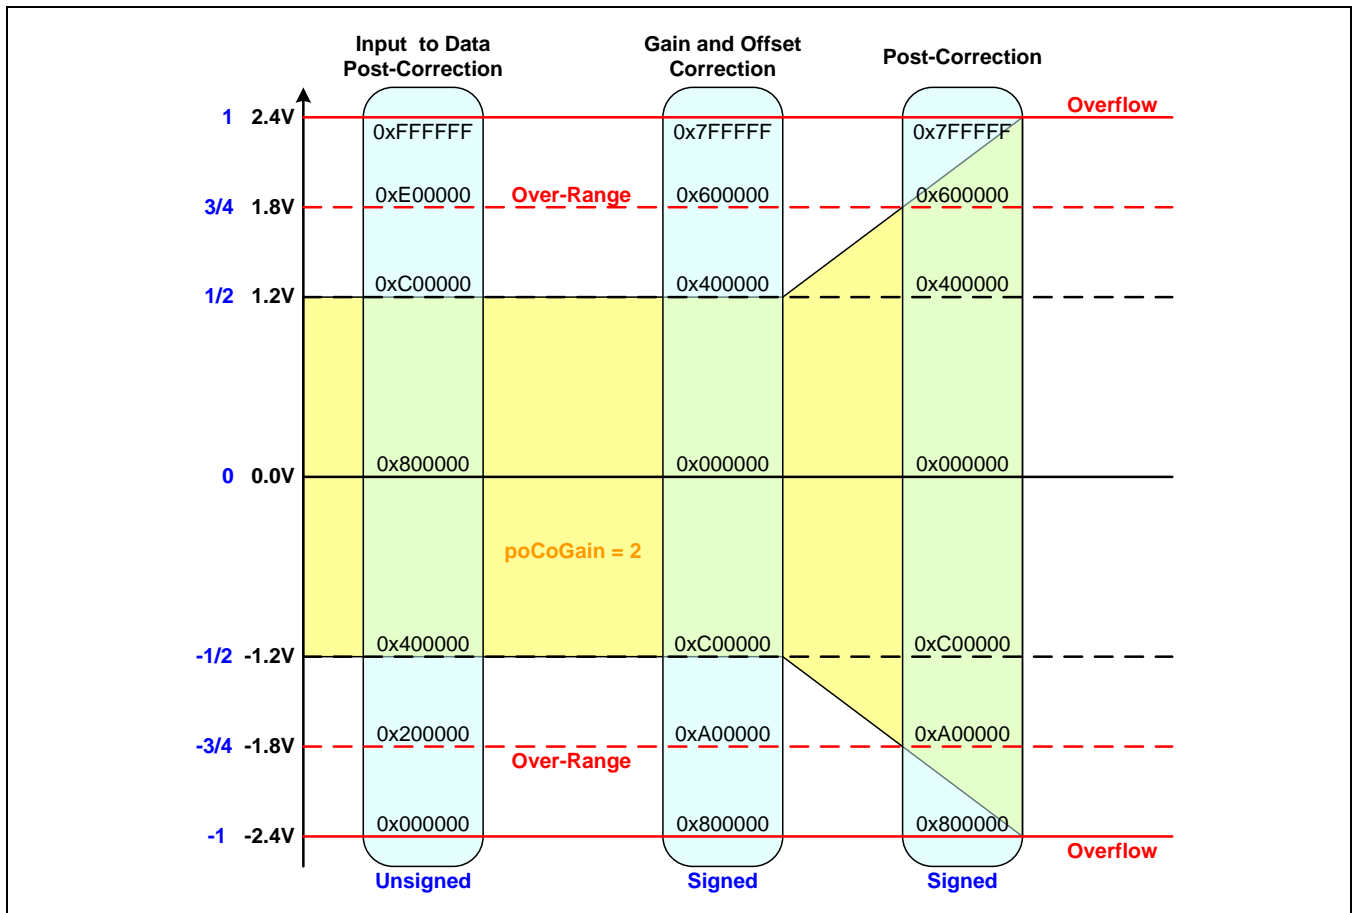 Input to Data
Post-Correction
Gain and Offset
Correction
Post-Correction
1 2.4V 0xFFFFFF 0x7FFFFF 0x7FFFFF Overflow
3/4 1.8V 0xE00000 Over-Range 0x600000 0x600000
1/2 1.2V 0xC00000 0x400000 0x400000
0 0.0V 0x800000 0x000000 0x000000
poCoGain = 2
-1/2 -1.2V 0x400000 0xC00000 0xC00000
-3/4 -1.8V 0x200000 Over-Range 0xA00000 0xA00000
-1 -2.4V 0x000000 0x800000 0x800000 Overflow
Unsigned Signed Signed